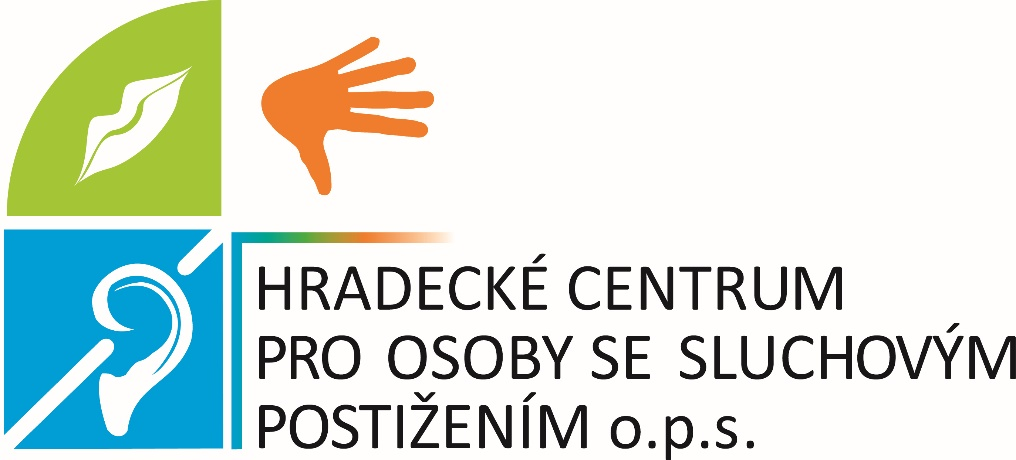 HRADECKÉ CENTRUM
PRO OSOBY SE SLUCHOVÝM
POSTIŽENÍM o.p.s.